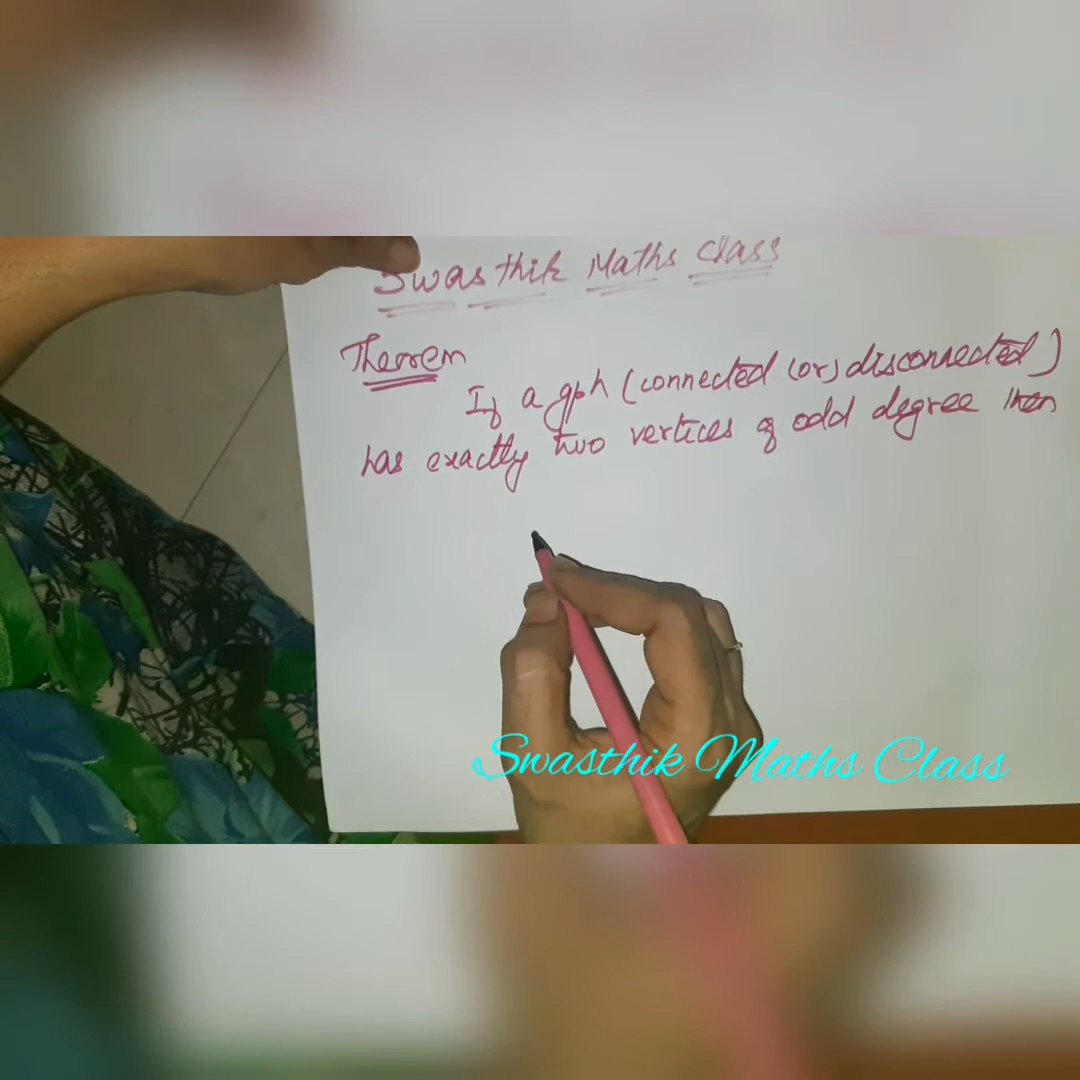 Swasthik Maths Class
Theorem
If a gph (connected (or) disconnected)
has exactly two vertices of odd degree then
Swasthik Maths Class